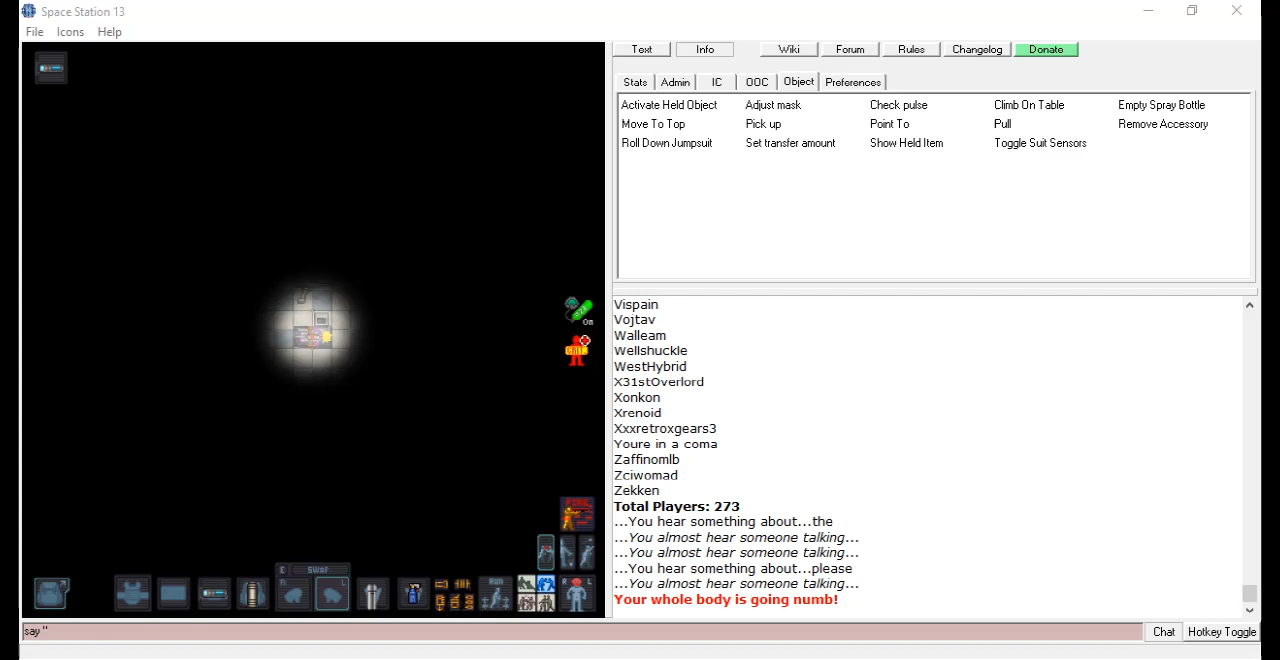 Space Station 13
File Icons Help
Text Info Wiki Forum Rules Changelog Donate
Stats Admin IC OOC Object Preferences
Activate Held Object Adjust mask Check pulse Climb On Table Empty Spray Bottle
Move To Top Pick up Point To Pull Remove Accessory
Roll Down Jumpsuit Set transfer amount Show Held Item Toggle Suit Sensors
Vispain
Vojtav
Walleam
Wellshuckle
WestHybrid
X31stOverlord
Xonkon
Xrenoid
Xxxretroxgears3
Youre in a coma
Zaffinomlb
Zciwomad
Zekken
Total Players: 273
...You hear something about...the
...You almost hear someone talking...
...You almost hear someone talking...
...You hear something about...please
...You almost hear someone talking...
Your whole body is going numb!
CRIT
E SWAP
R L
RUN
R L
say "
Chat Hotkey Toggle